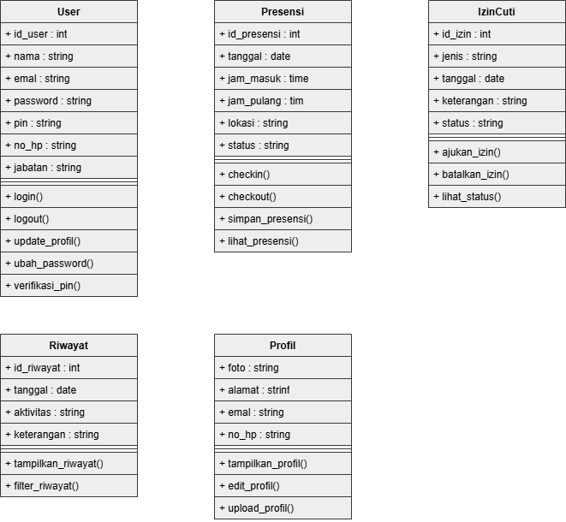 User
+ id_user : int
+ nama : string
+ emal : string
+ password : string
+ pin : string
+ no_hp : string
+ jabatan : string
+ login()
+ logout()
+ update_profil()
+ ubah_password()
+ verifikasi_pin()
Presensi
+ id_presensi : int
+ tanggal : date
+ jam_masuk : time
+ jam_pulang : tim
+ lokasi : string
+ status : string
+ checkin()
+ checkout()
+ simpan_presensi()
+ lihat_presensi()
IzinCuti
+ id_izin : int
+ jenis : string
+ tanggal : date
+ keterangan : string
+ status : string
+ ajukan_izin()
+ batalkan_izin()
+ lihat_status()
Riwayat
+ id_riwayat : int
+ tanggal : date
+ aktivitas : string
+ keterangan : string
+ tampilkan_riwayat()
+ filter_riwayat()
Profil
+ foto : string
+ alamat : strinf
+ emal : string
+ no_hp : string
+ tampilkan_profil()
+ edit_profil()
+ upload_profil()